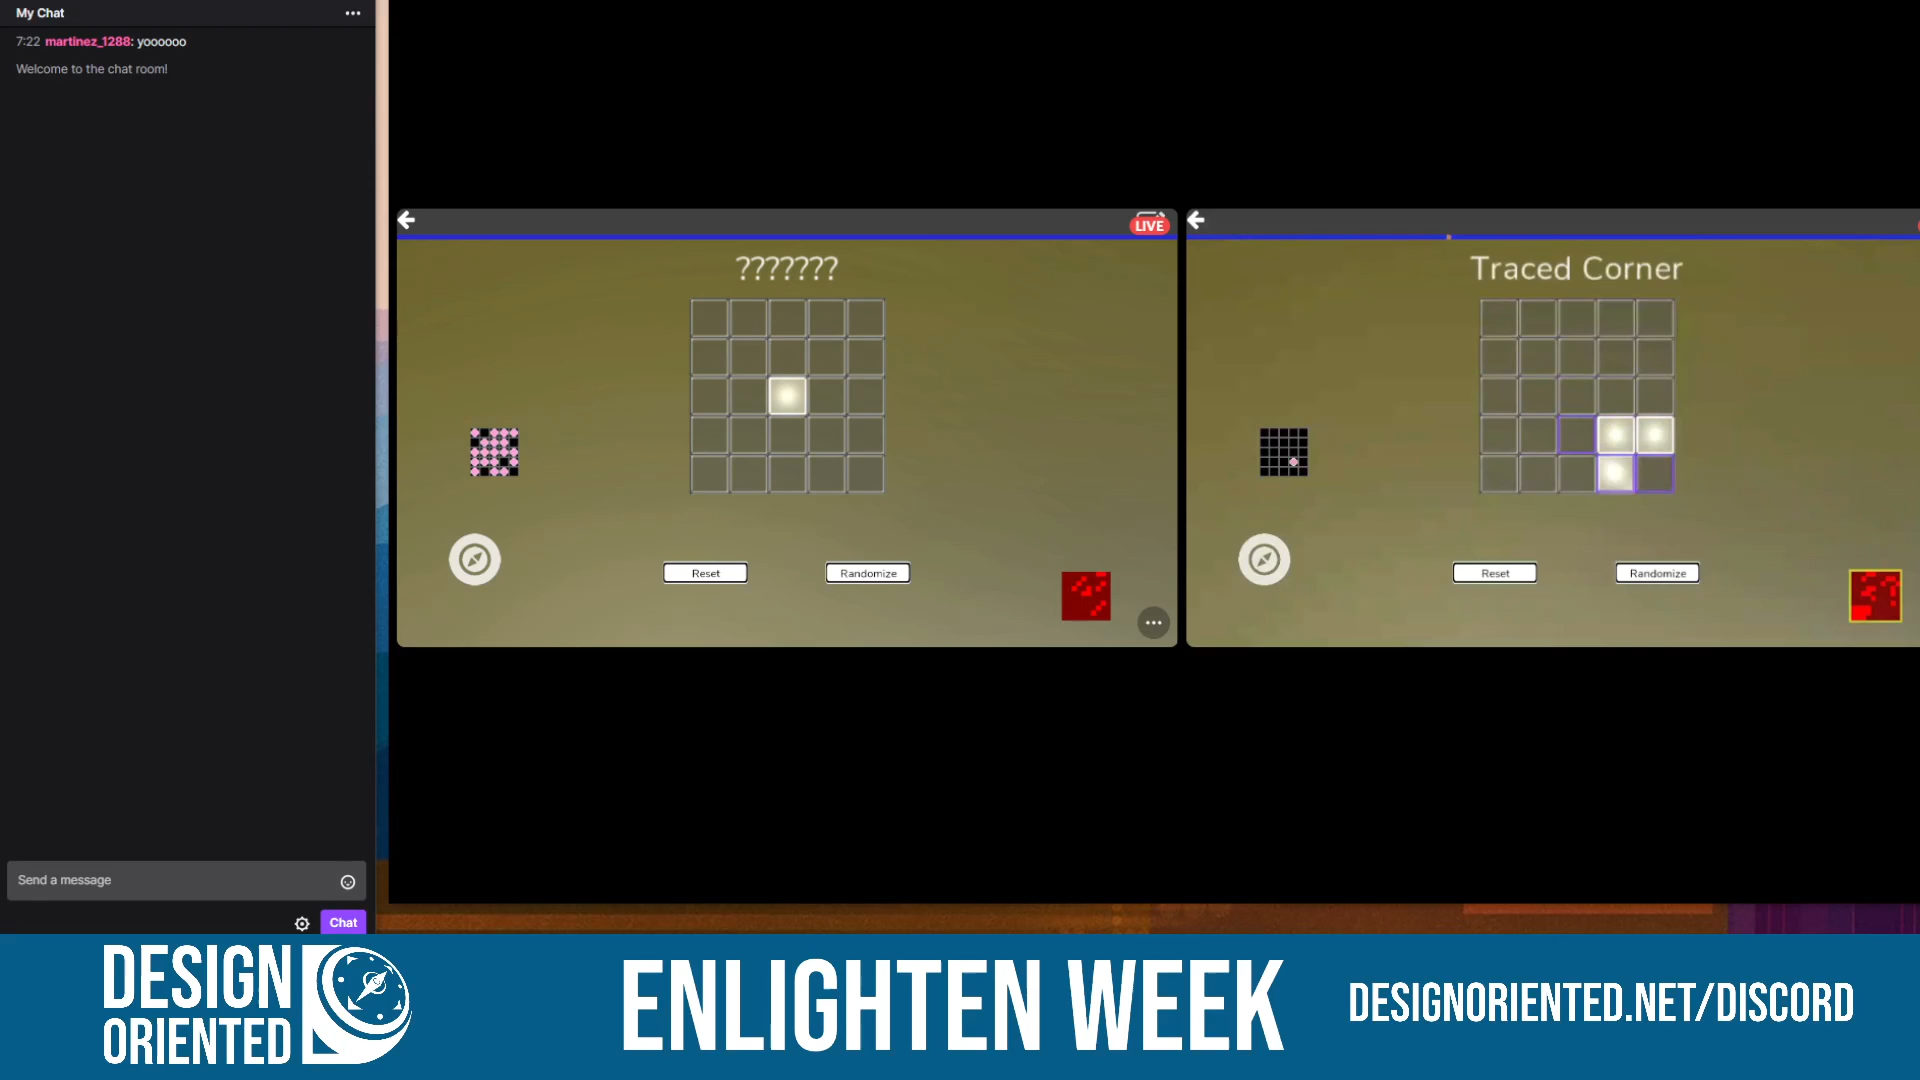 My Chat
7:22 martinez_1288: yoooooo
Welcome to the chat room!
LIVE
???????
Traced Corner
Reset
Randomize
Reset
Randomize
Send a message
Chat
DESIGN
ORIENTED
ENLIGHTEN WEEK
DESIGNORIENTED.NET/DISCORD